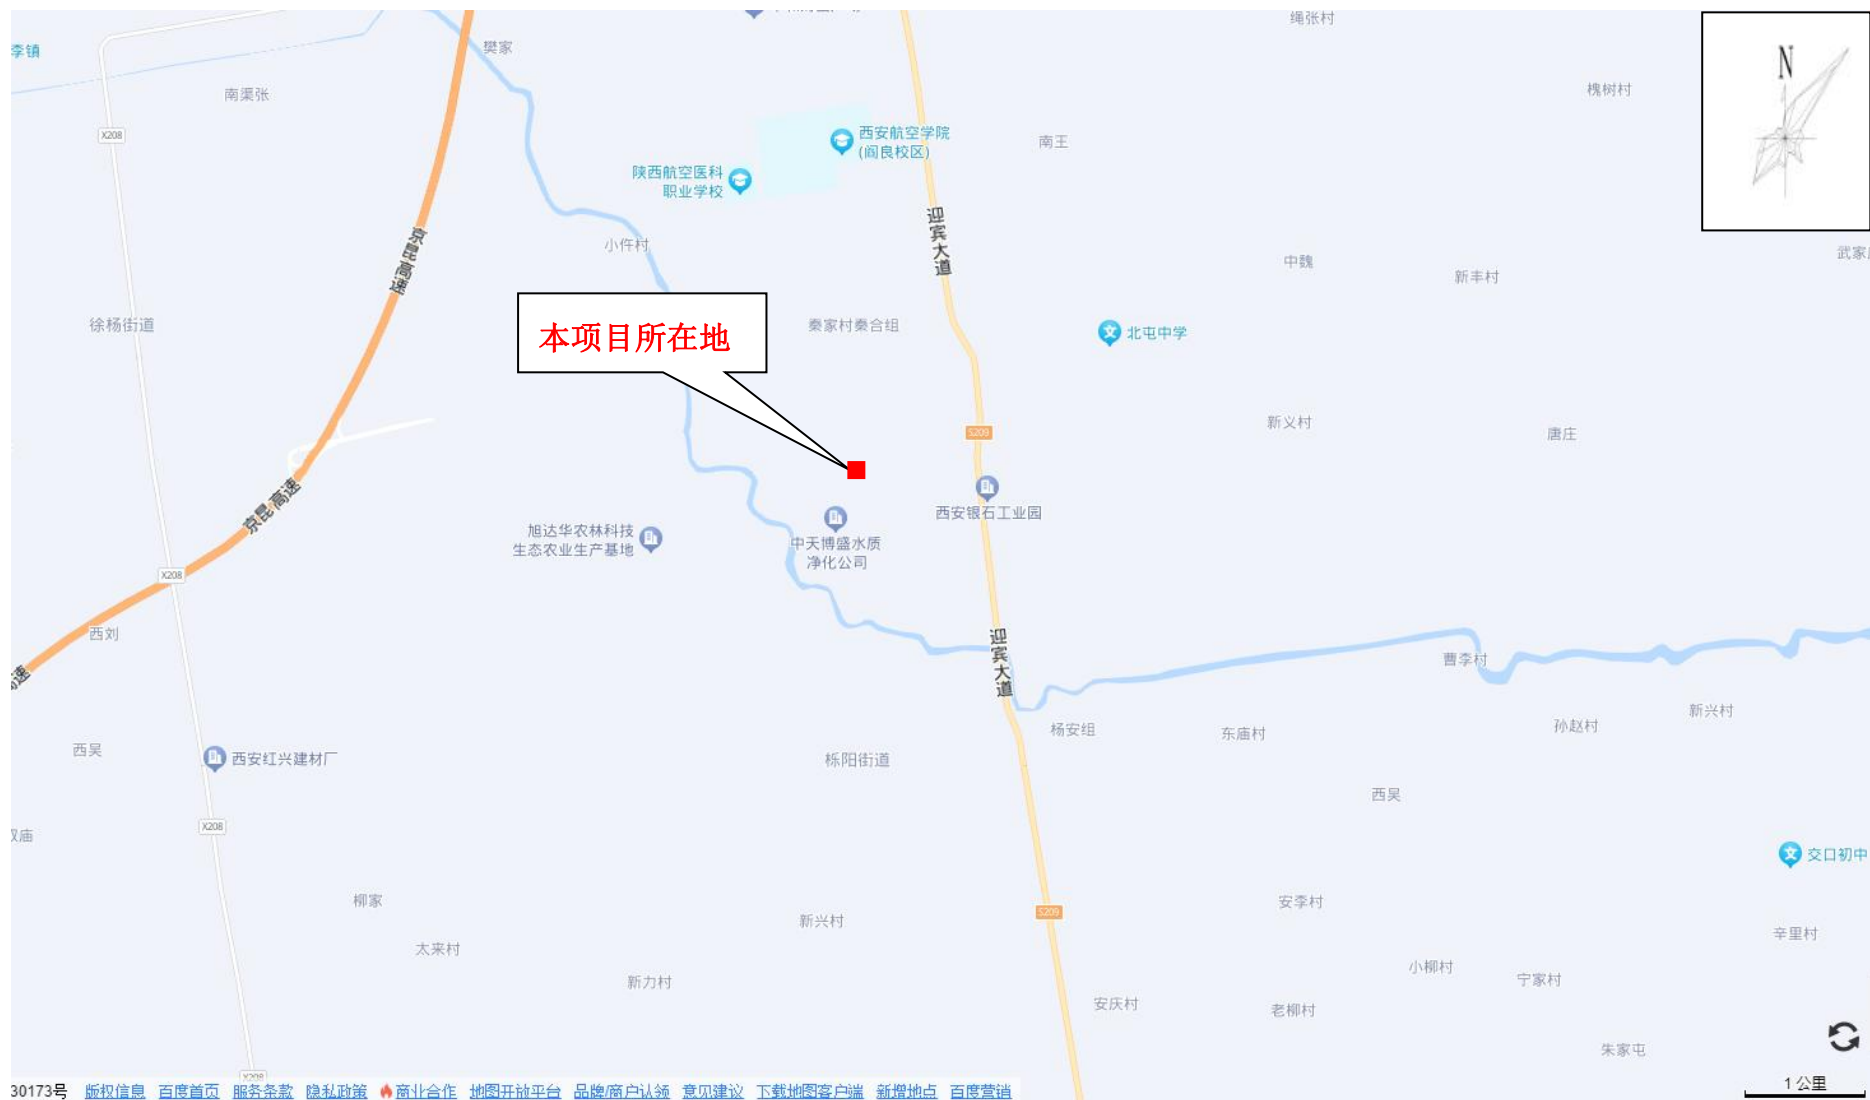 绳张村
李镇
樊家
N
南渠张
槐树村
X208
西安航空学院
(阎良校区)
南王
陕西航空医科
职业学校
迎宾大道
京昆高速
小仵村
中魏
新丰村
武家
徐杨街道
本项目所在地
秦家村秦合组
北屯中学
新义村
唐庄
S209
京昆高速
西安银石工业园
旭达华农林科技
生态农业生产基地
中天博盛水质
净化公司
X208
西刘
迎宾大道
曹李村
速
新兴村
杨安组
东庙村
孙赵村
西吴
西安红兴建材厂
栎阳街道
西吴
X208
庙
交口初中
柳家
安李村
新兴村
S209
辛里村
太来村
小柳村
宁家村
新力村
安庆村
老柳村
朱家屯
X208
1公里
30173号 版权信息 百度首页 服务条款 隐私政策 商业合作 地图开放平台 品牌/商户认领 意见建议 下载地图客户端 新增地点 百度营销